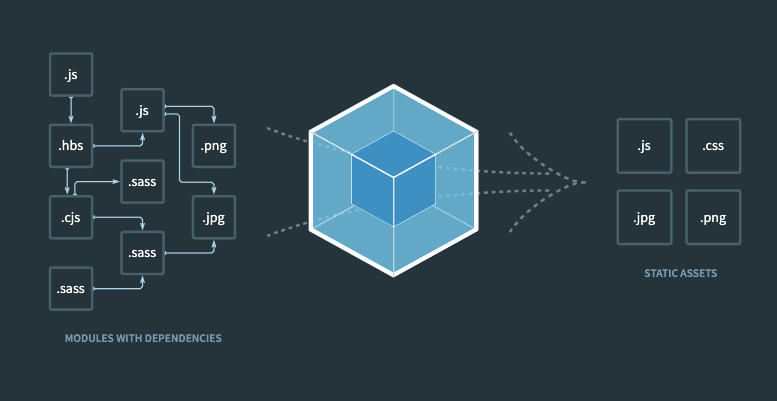 .js
.js
.hbs
.png
.sass
.cjs
.jpg
.sass
.sass
MODULES WITH DEPENDENCIES
.js
.css
.jpg
.png
STATIC ASSETS